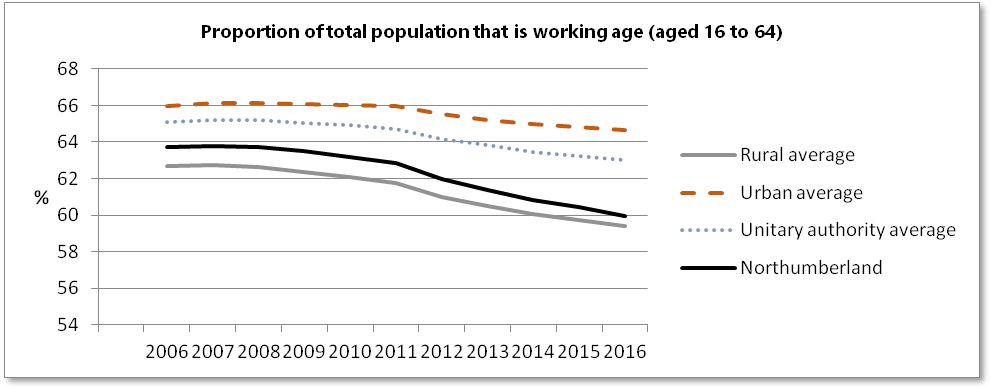 Proportion of total population that is working age (aged 16 to 64)
68
66
64
62
60
58
56
54
%
2006 2007 2008 2009 2010 2011 2012 2013 2014 2015 2016
Rural average
Urban average
Unitary authority average
Northumberland